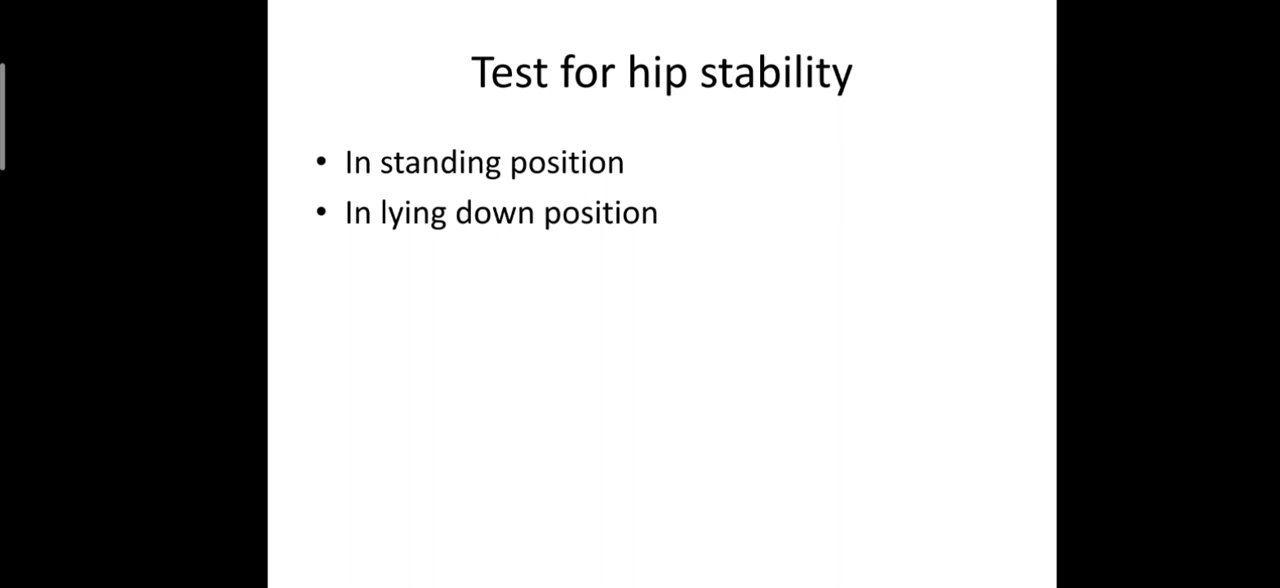 Test for hip stability
• In standing position
• In lying down position